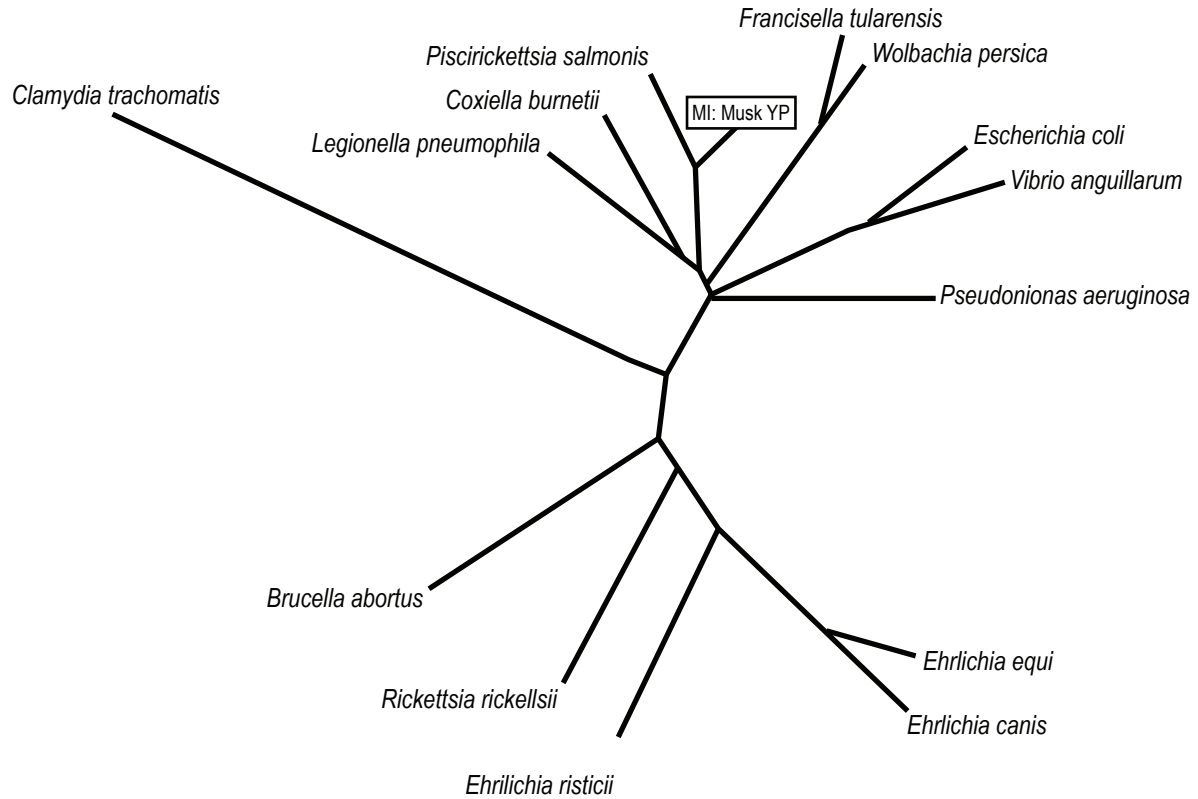 Francisella tularensis
Wolbachia persica
Piscirickettsia salmonis
Clamydia trachomatis
Coxiella burnetii
MI: Musk YP
Legionella pneumophila
Escherichia coli
Vibrio anguillarum
Pseudonionas aeruginosa
Brucella abortus
Ehrlichia equi
Rickettsia rickellsii
Ehrlichia canis
Ehrilichia risticii